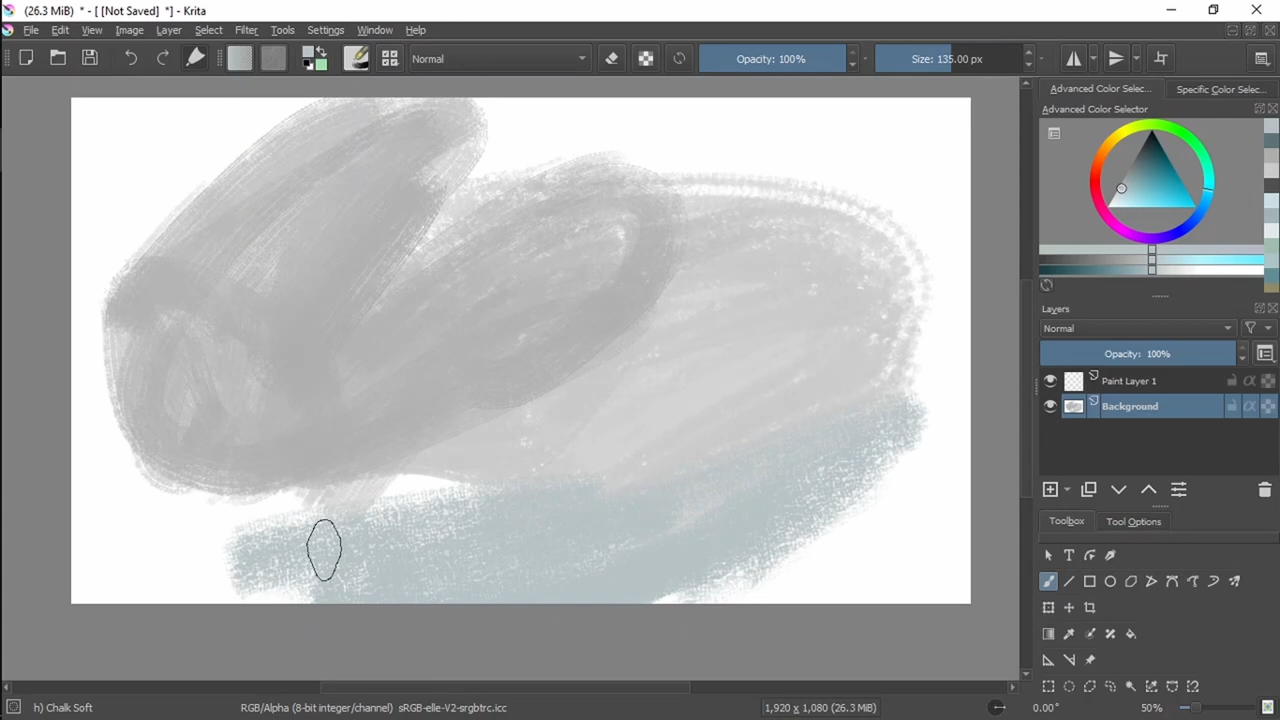 (26.3 MiB) * - [ [Not Saved] *] - Krita
File Edit View Image Layer Select Filter Tools Settings Window Help
Normal Opacity: 100% Size: 135.00 px
Advanced Color Selec... Specific Color Selec...
Advanced Color Selector
Layers
Normal
Opacity: 100%
Paint Layer 1
Background
Toolbox Tool Options
h) Chalk Soft RGB/Alpha (8-bit integer/channel) sRGB-elle-V2-srgbtrc.icc 1,920 x 1,080 (26.3 MiB) 0.00° 50%